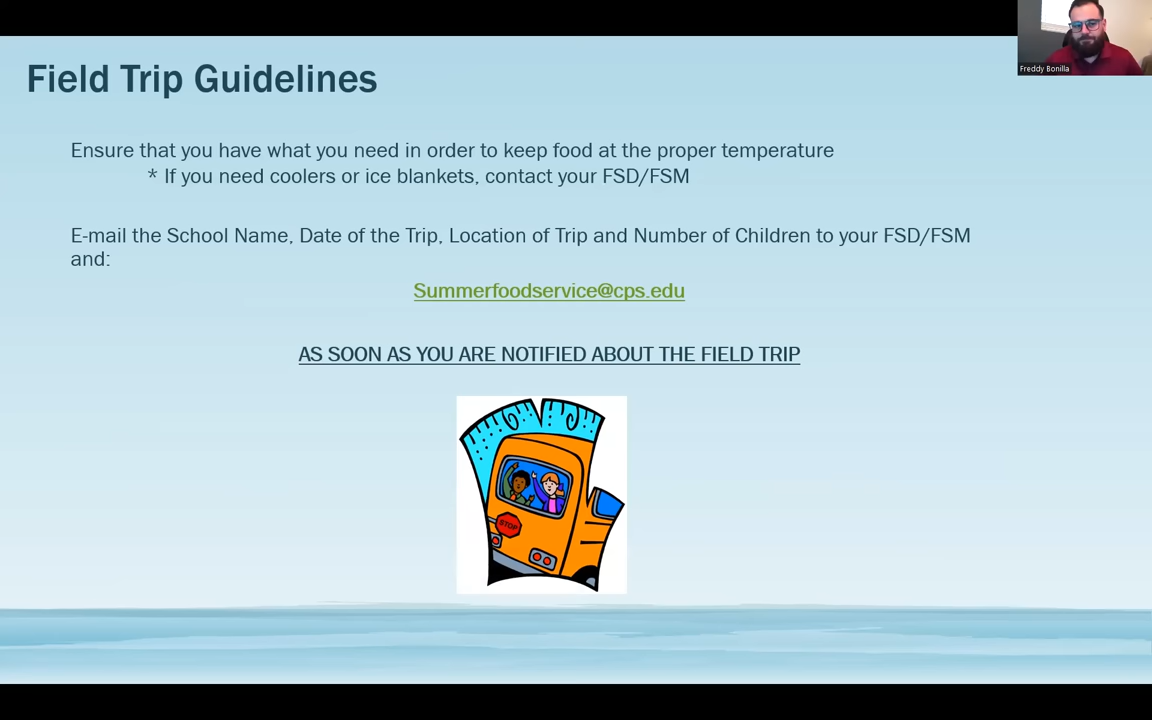 Field Trip Guidelines
Freddy Bonilla
Ensure that you have what you need in order to keep food at the proper temperature
* If you need coolers or ice blankets, contact your FSD/FSM
E-mail the School Name, Date of the Trip, Location of Trip and Number of Children to your FSD/FSM
and:
Summerfoodservice@cps.edu
AS SOON AS YOU ARE NOTIFIED ABOUT THE FIELD TRIP
STOP